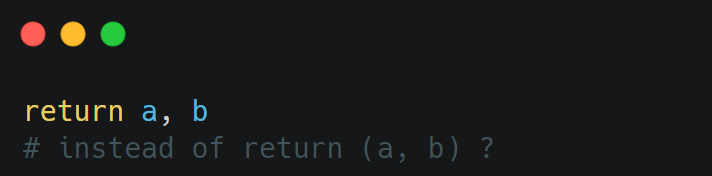 return a, b
# instead of return (a, b) ?